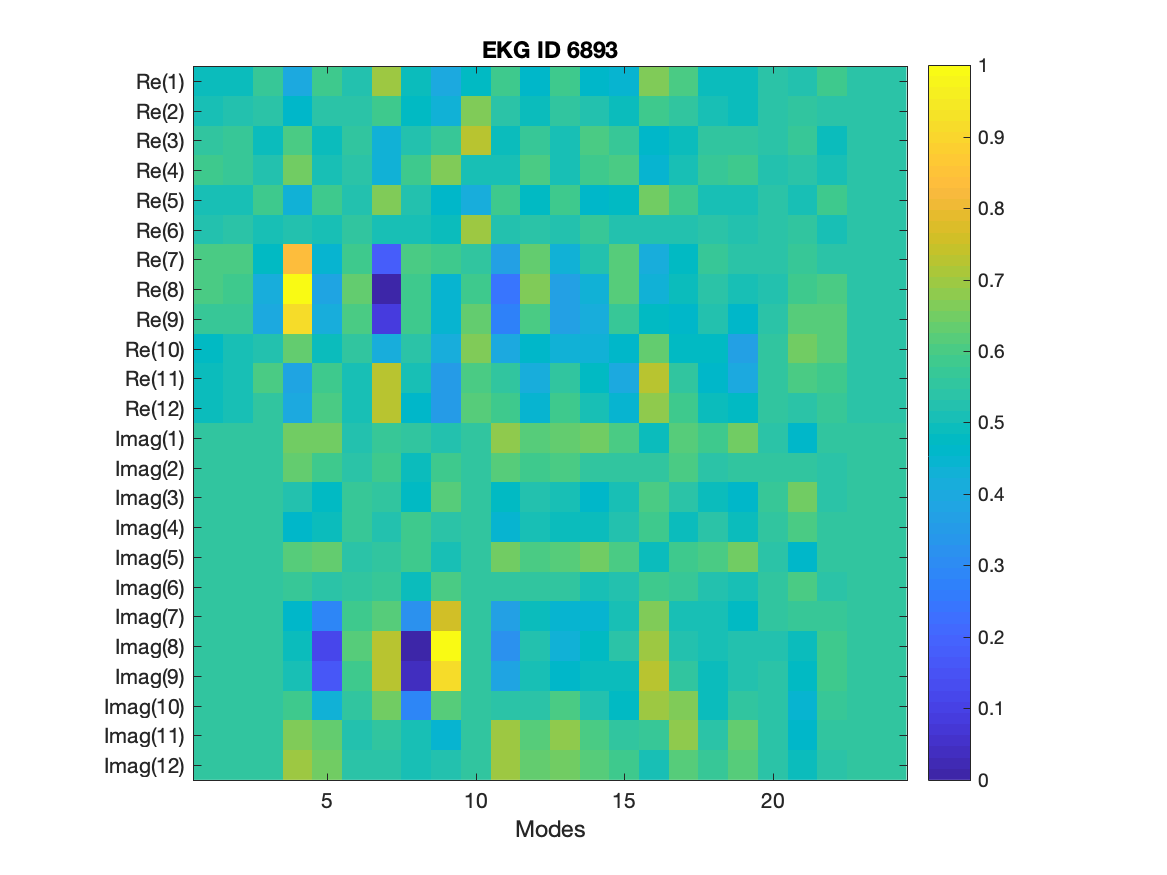 EKG ID 6893
Re(1)
Re(2)
Re(3)
Re(4)
Re(5)
Re(6)
Re(7)
Re(8)
Re(9)
Re(10)
Re(11)
Re(12)
Imag(1)
Imag(2)
Imag(3)
Imag(4)
Imag(5)
Imag(6)
Imag(7)
Imag(8)
Imag(9)
Imag(10)
Imag(11)
Imag(12)
5 10 15 20
Modes
1
0.9
0.8
0.7
0.6
0.5
0.4
0.3
0.2
0.1
0